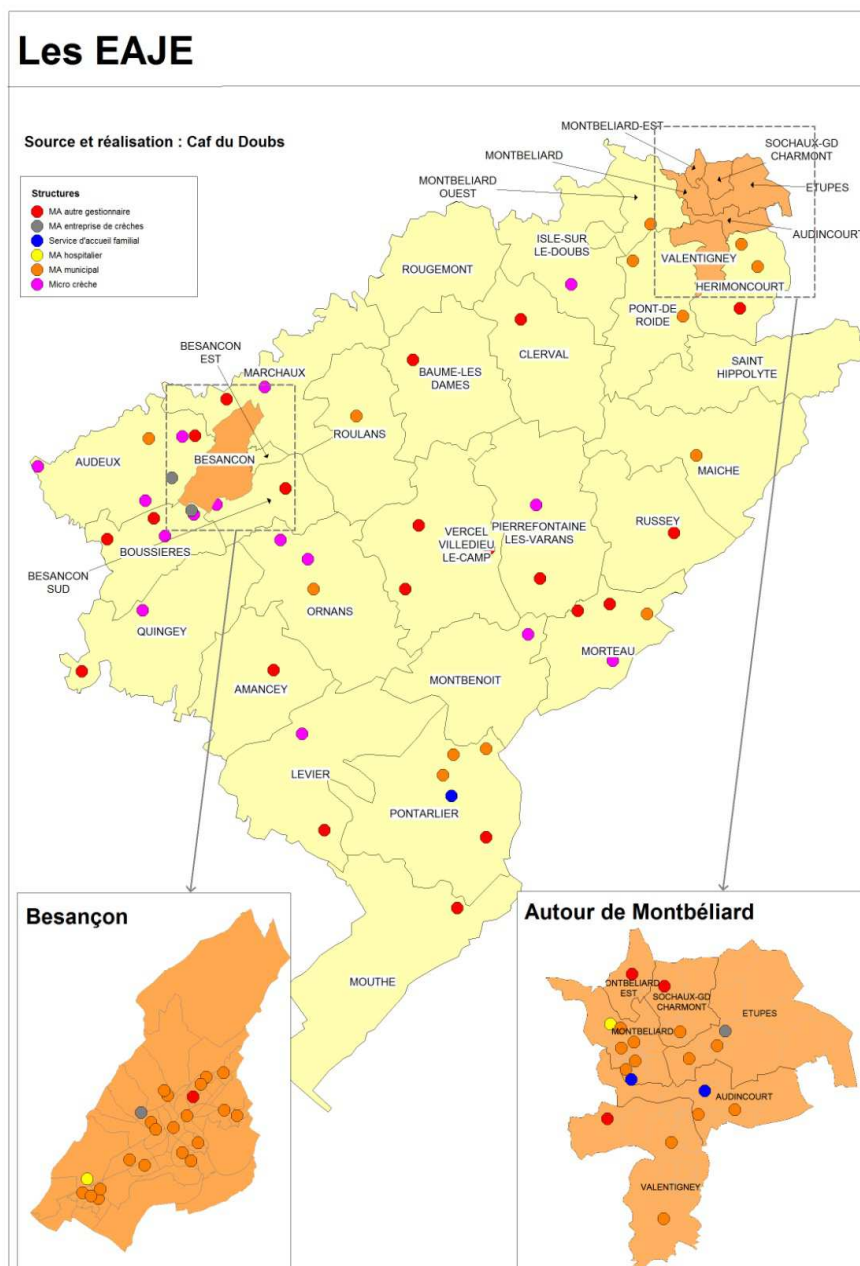 Les EAJE
Source et réalisation : Caf du Doubs
Structures
MA autre gestionnaire
MA entreprise de crèches
Service d'accueil familial
MA hospitalier
MA municipal
Micro crèche
MONTBELIARD-EST
SOCHAUX-GD
CHARMONT
MONTBELIARD
ETUPES
MONTBELIARD
OUEST
AUDINCOURT
ISLE-SUR
LE-DOUBS
VALENTIGNEY
ROUGEMONT
HERIMONCOURT
PONT-DE
ROIDE
CLERVAL
SAINT
HIPPOLYTE
BESANCON
EST
MARCHAUX
BAUME-LES
DAMES
ROULANS
AUDEUX
BESANCON
MAICHE
RUSSEY
VERCEL
VILLEDIEU
LE-CAMP
PIERREFONTAINE
LES-VARANS
BOUSSIERES
BESANCON
SUD
ORNANS
QUINGEY
MORTEAU
MONTBENOIT
AMANCEY
LEVIER
PONTARLIER
MOUTHE
Besançon
Autour de Montbéliard
ONTBELIARD
EST
SOCHAUX-GD
CHARMONT
ETUPES
MONTBELIARD
AUDINCOURT
VALENTIGNEY